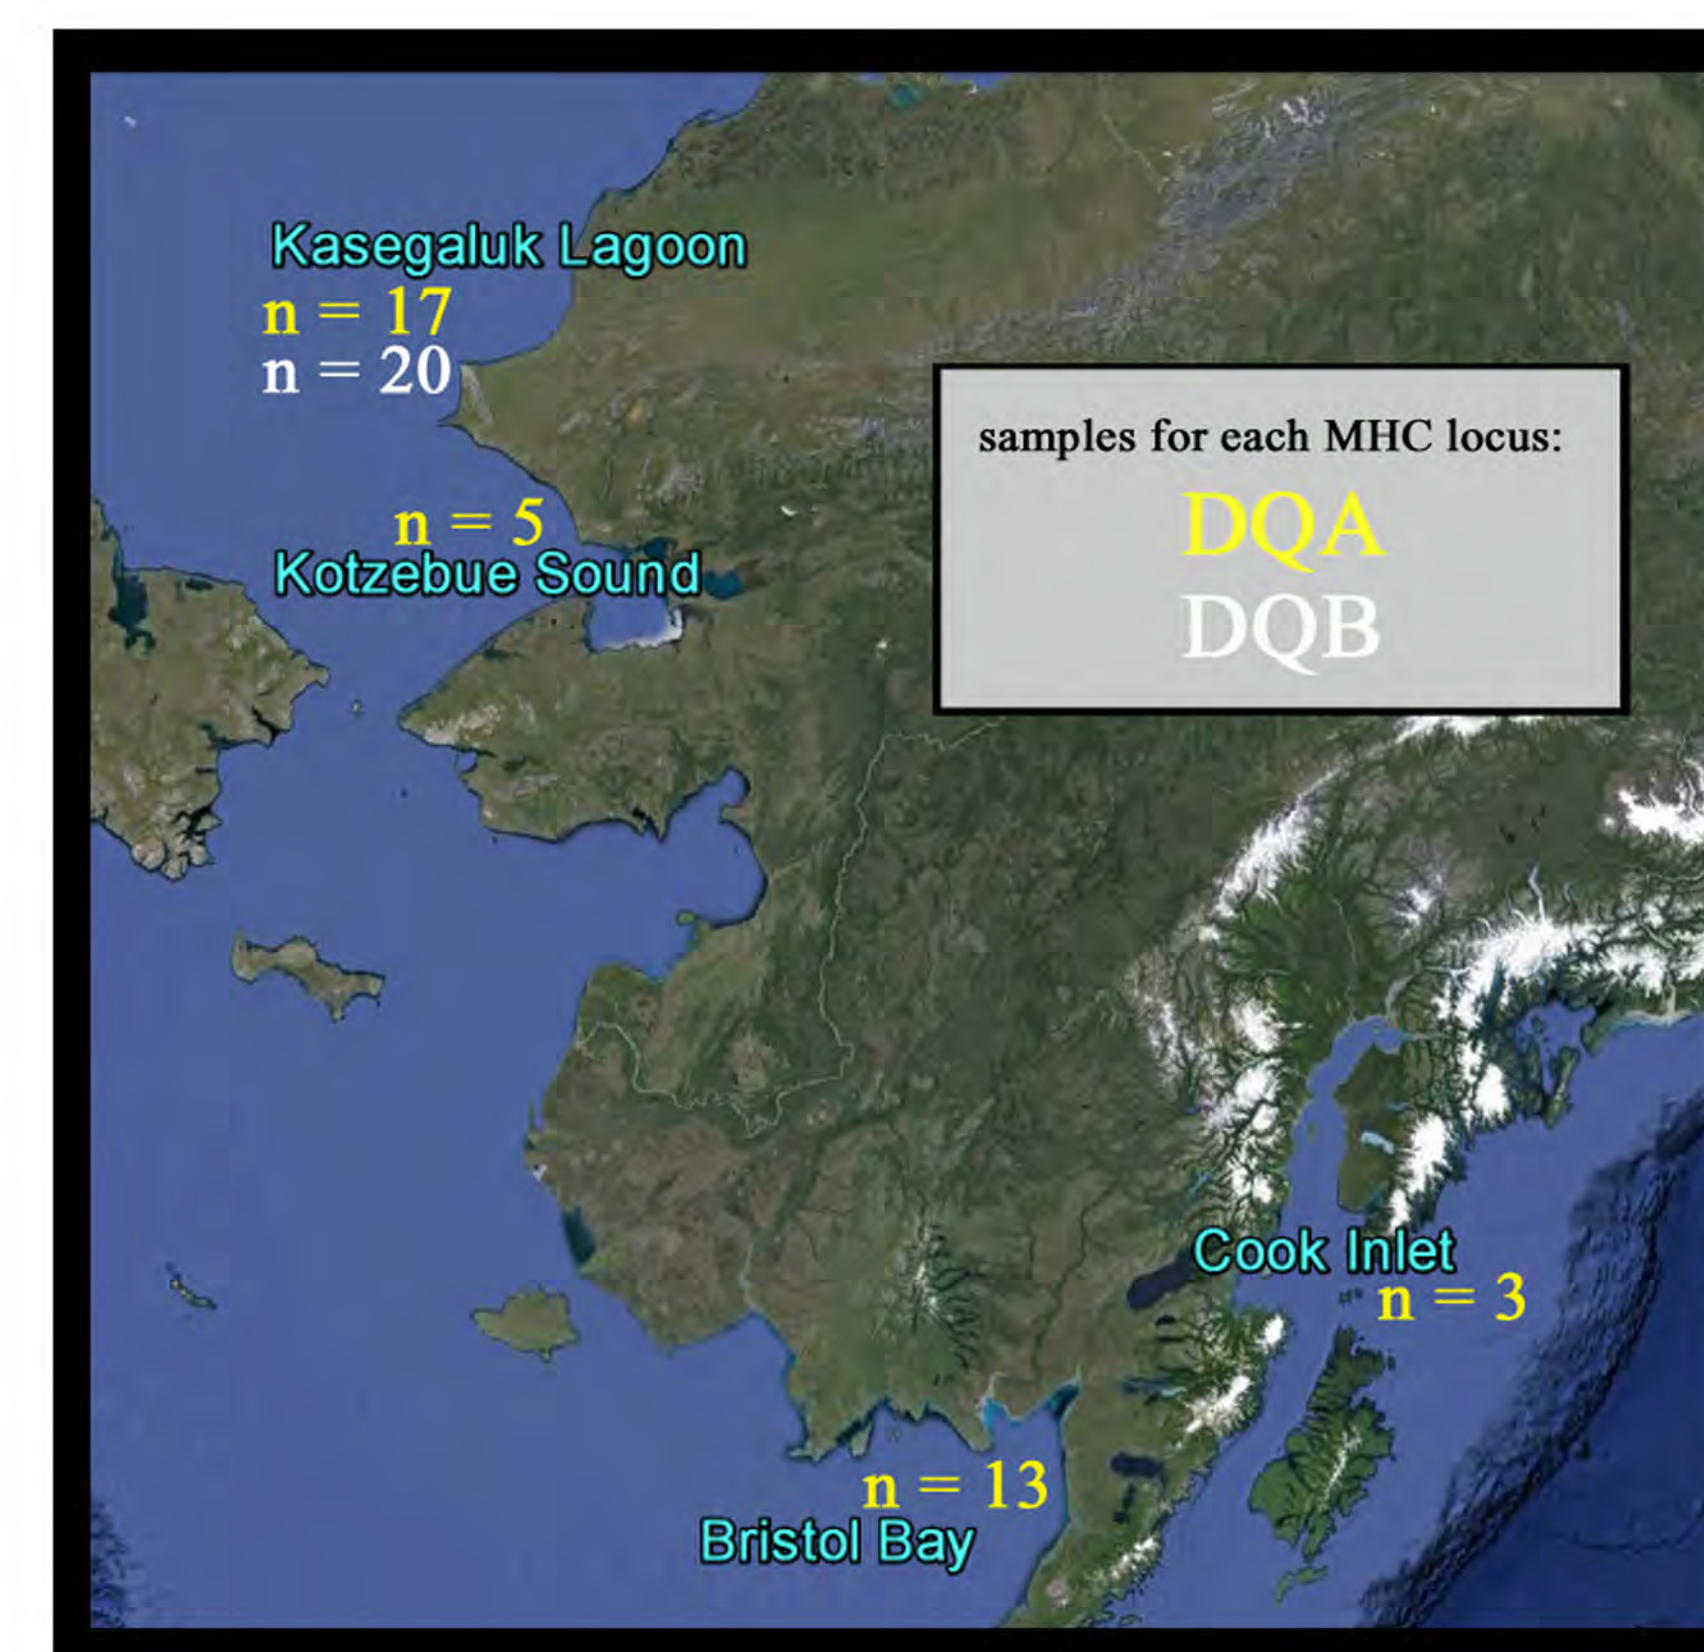 Kasegaluk Lagoon
n = 17
n = 20
samples for each MHC locus:
DQA
DQB
n = 5
Kotzebue Sound
Cook Inlet
n = 3
n = 13
Bristol Bay